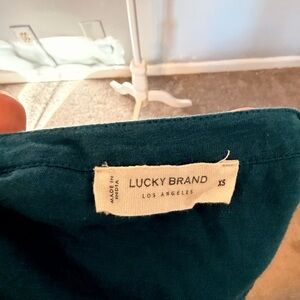 MADE IN
INDIA
LUCKY BRAND
LOS ANGELES
XS